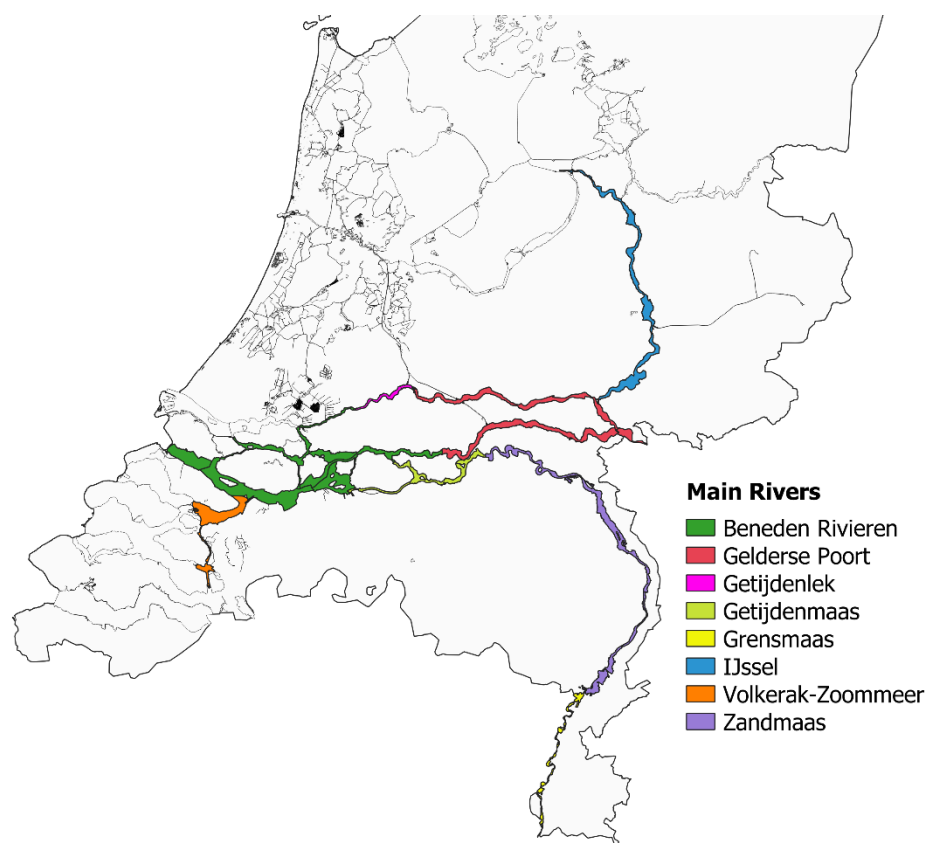 Main Rivers
Beneden Rivieren
Gelderse Poort
Getijdenlek
Getijdenmaas
Grensmaas
IJssel
Volkerak-Zoommeer
Zandmaas